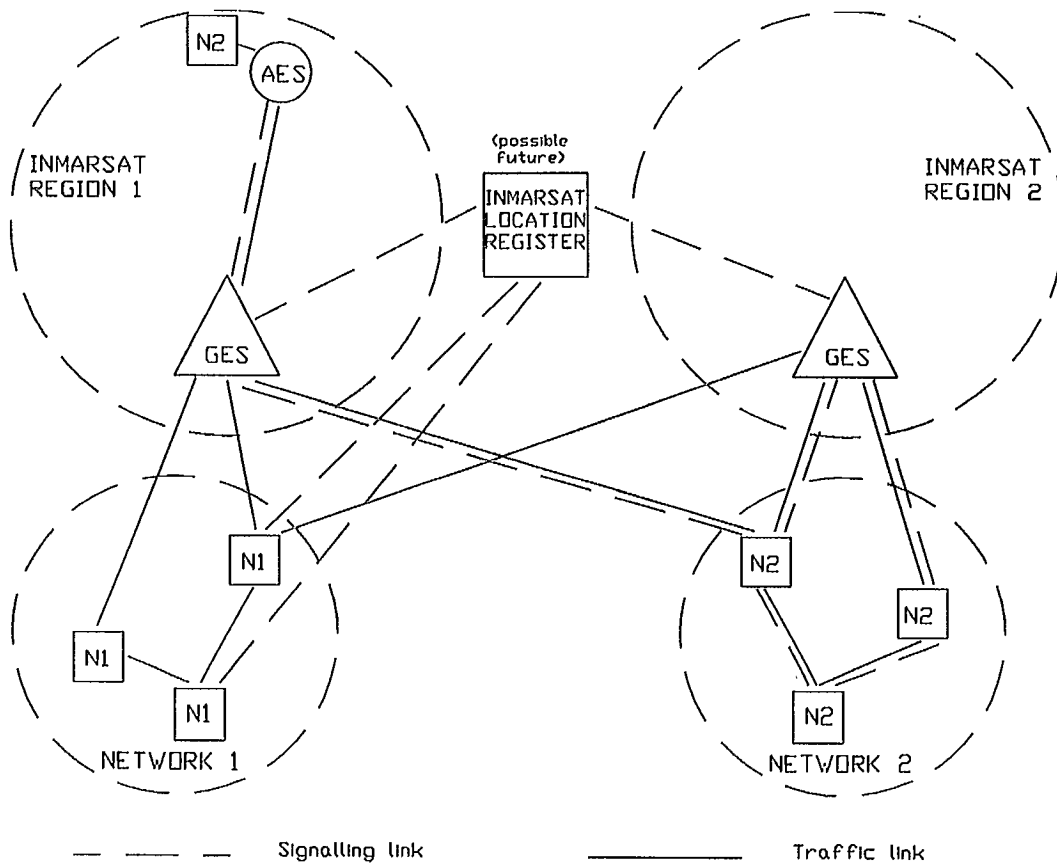 N2
AES
INMARSAT
REGION 1
(possible
future)
INMARSAT
LOCATION
REGISTER
INMARSAT
REGION 2
GES
GES
N1
N1
N1
NETWORK 1
N2
N2
N2
NETWORK 2
Signalling link
Traffic link